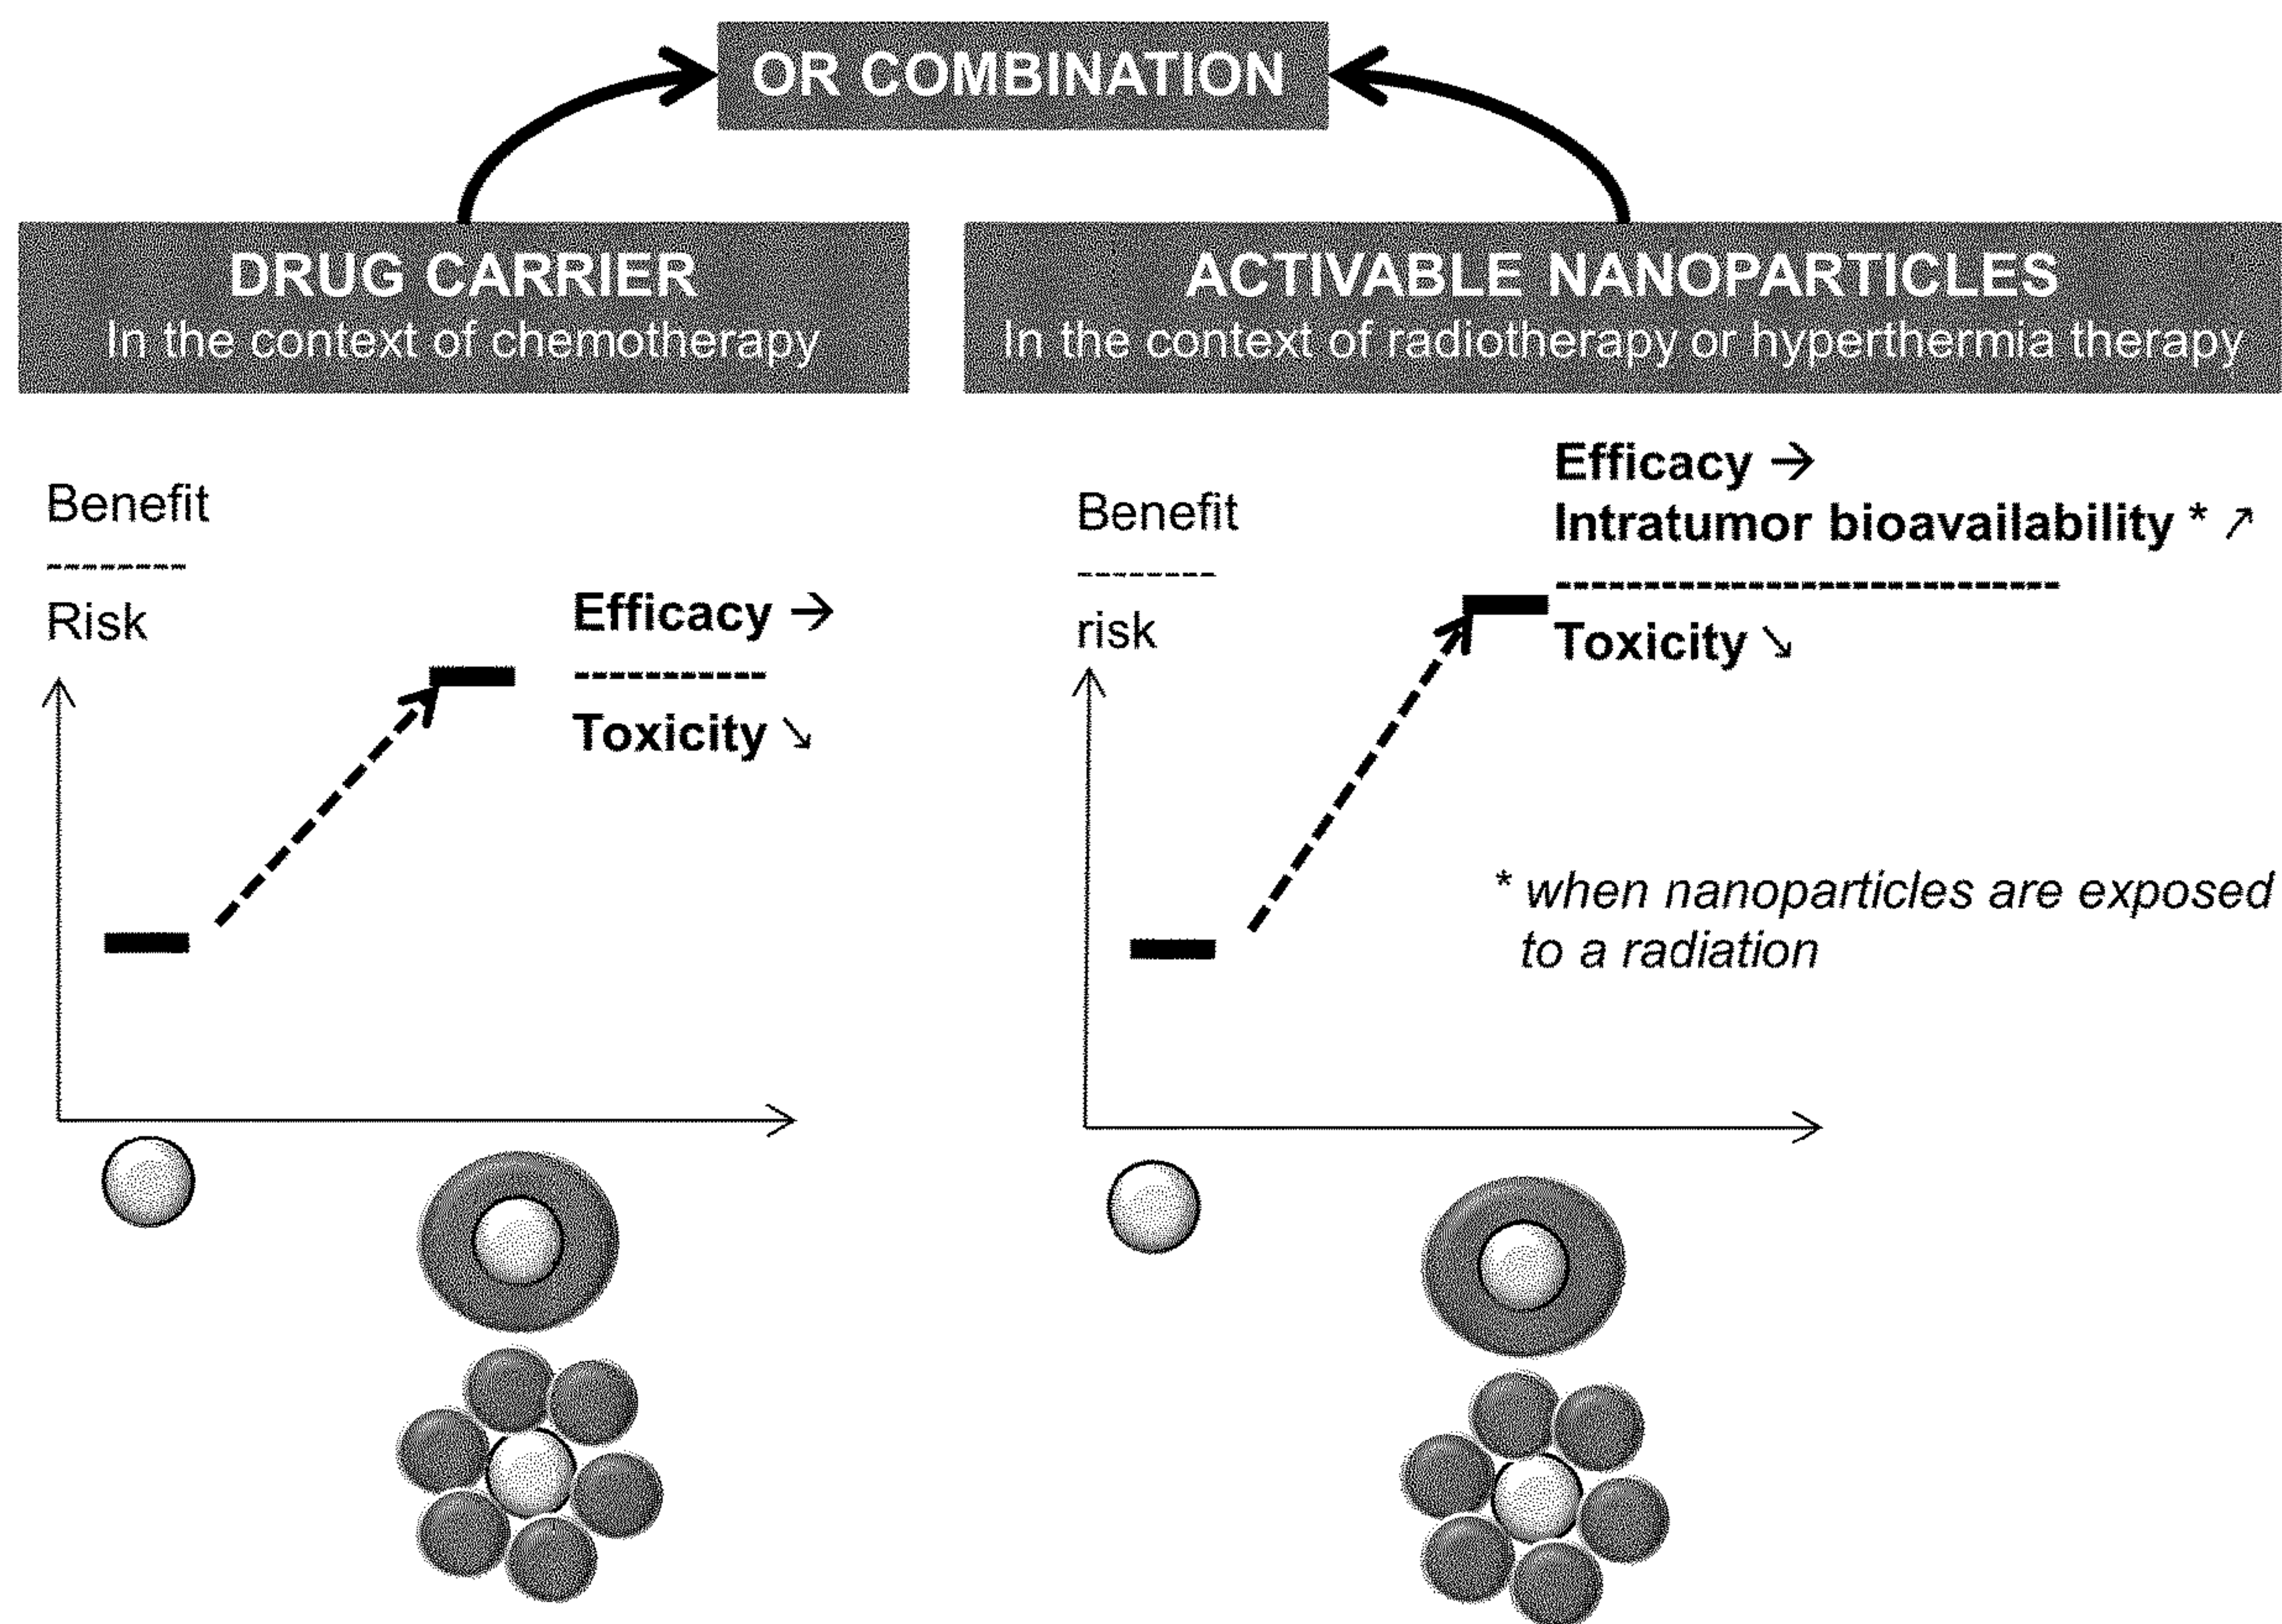 OR COMBINATION
DRUG CARRIER
In the context of chemotherapy
ACTIVABLE NANOPARTICLES
In the context of radiotherapy or hyperthermia therapy
Benefit
Risk
Efficacy →
Toxicity ↘
Benefit
risk
Efficacy →
Intratumor bioavailability * ↗
Toxicity ↘
* when nanoparticles are exposed
to a radiation